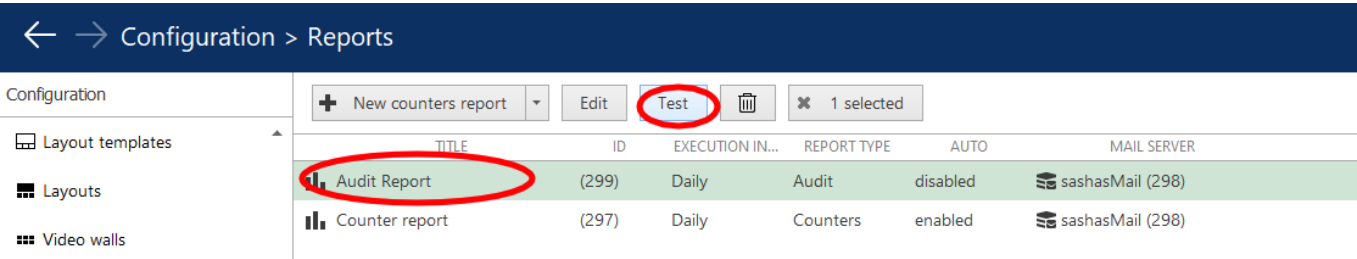 Configuration > Reports
Configuration
New counters report Edit Test 1 selected
Layout templates
TITLE ID EXECUTION IN... REPORT TYPE AUTO MAIL SERVER
Audit Report (299) Daily Audit disabled sashasMail (298)
Layouts
Counter report (297) Daily Counters enabled sashasMail (298)
Video walls